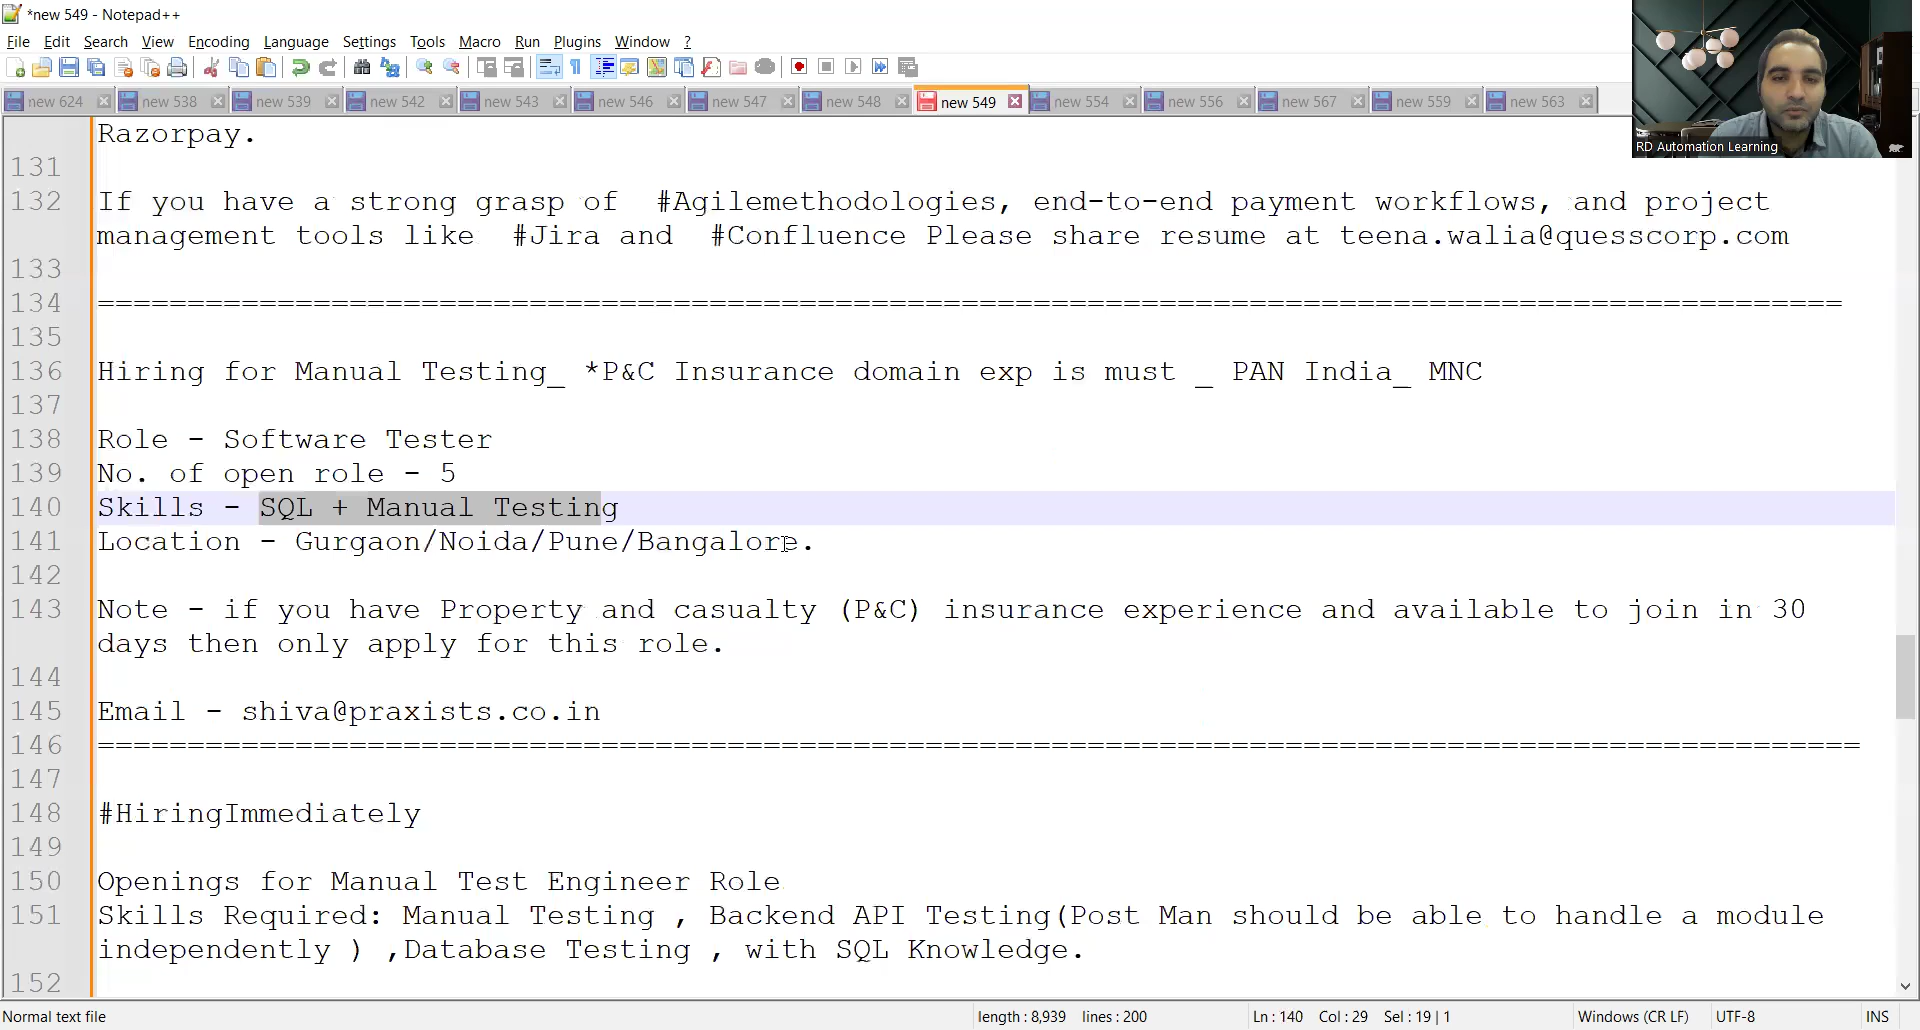 *new 549 - Notepad++
File Edit Search View Encoding Language Settings Tools Macro Run Plugins Window ?
new 624 new 538 new 539 new 542 new 543 new 546 new 547 new 548 new 549 new 554 new 556 new 567 new 559 new 563
RD Automation Learning
Razorpay.
131
132 If you have a strong grasp of  #Agilemethodologies, end-to-end payment workflows, and project
management tools like  #Jira and  #Confluence Please share resume at teena.walia@quesscorp.com
133
134 =================================================================================================
135
136 Hiring for Manual Testing_ *P&C Insurance domain exp is must _ PAN India_ MNC
137
138 Role - Software Tester
139 No. of open role - 5
140 Skills - SQL + Manual Testing
141 Location - Gurgaon/Noida/Pune/Bangalore.
142
143 Note - if you have Property and casualty (P&C) insurance experience and available to join in 30
days then only apply for this role.
144
145 Email - shiva@praxists.co.in
146 ==================================================================================================
147
148 #HiringImmediately
149
150 Openings for Manual Test Engineer Role
151 Skills Required: Manual Testing , Backend API Testing(Post Man should be able to handle a module
independently ) ,Database Testing , with SQL Knowledge.
152
Normal text file length : 8,939 lines : 200 Ln : 140 Col : 29 Sel : 19 | 1 Windows (CR LF) UTF-8 INS